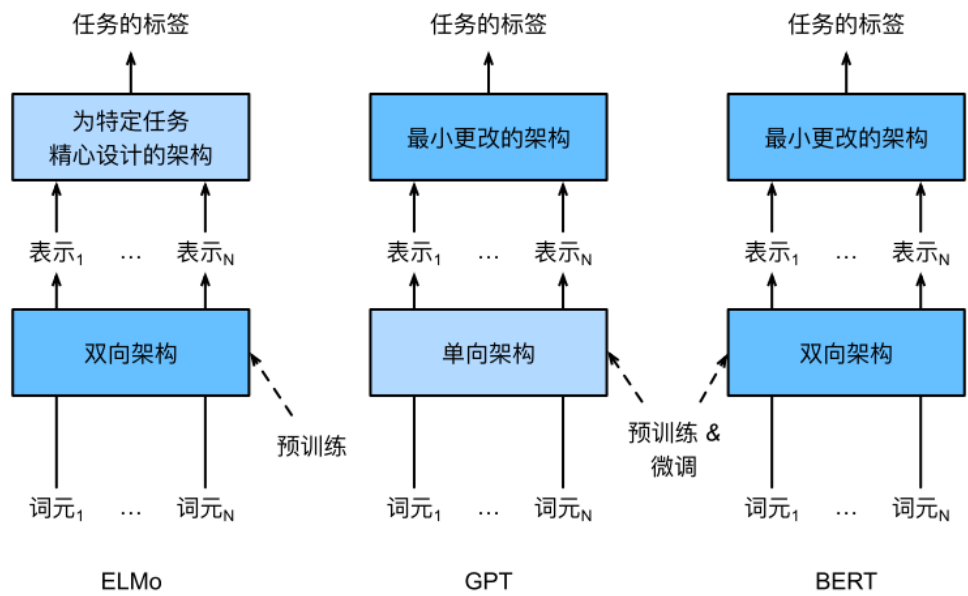 任务的标签 任务的标签 任务的标签
为特定任务
精心设计的架构
最小更改的架构 最小更改的架构
表示1 … 表示N 表示1 … 表示N 表示1 … 表示N
双向架构 单向架构 双向架构
预训练
预训练 &
微调
词元1 … 词元N 词元1 … 词元N 词元1 … 词元N
ELMo GPT BERT